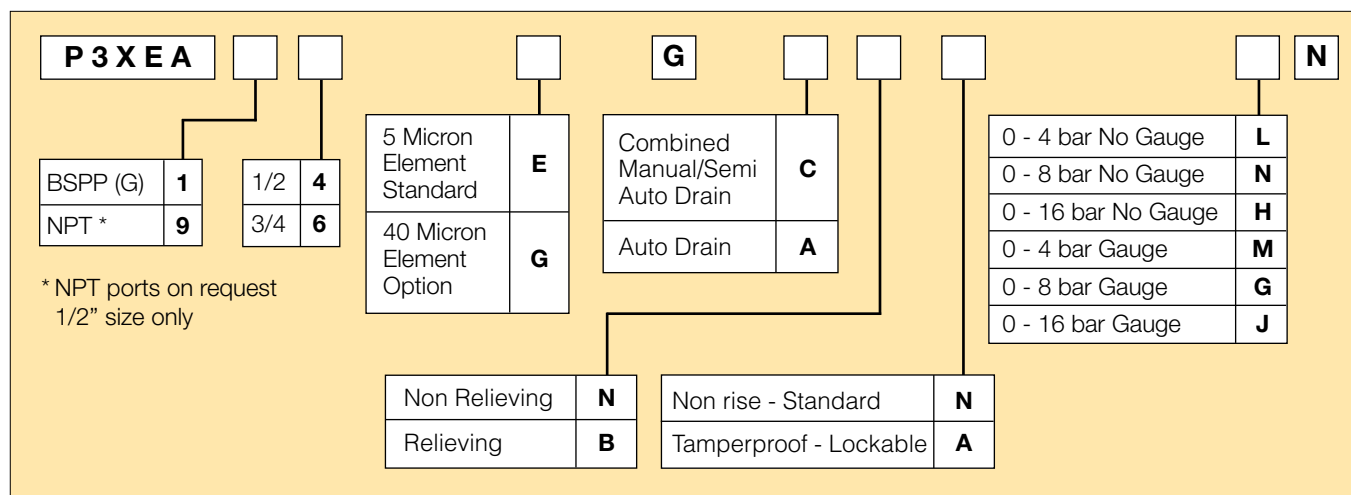 P3XEA G N
BSPP (G) 1
NPT * 9
1/2 4
3/4 6
* NPT ports on request
1/2” size only
5 Micron
Element
Standard
E
40 Micron
Element
Option
G
Combined
Manual/Semi
Auto Drain
C
Auto Drain A
0 - 4 bar No Gauge L
0 - 8 bar No Gauge N
0 - 16 bar No Gauge H
0 - 4 bar Gauge M
0 - 8 bar Gauge G
0 - 16 bar Gauge J
Non Relieving N
Relieving B
Non rise - Standard N
Tamperproof - Lockable A